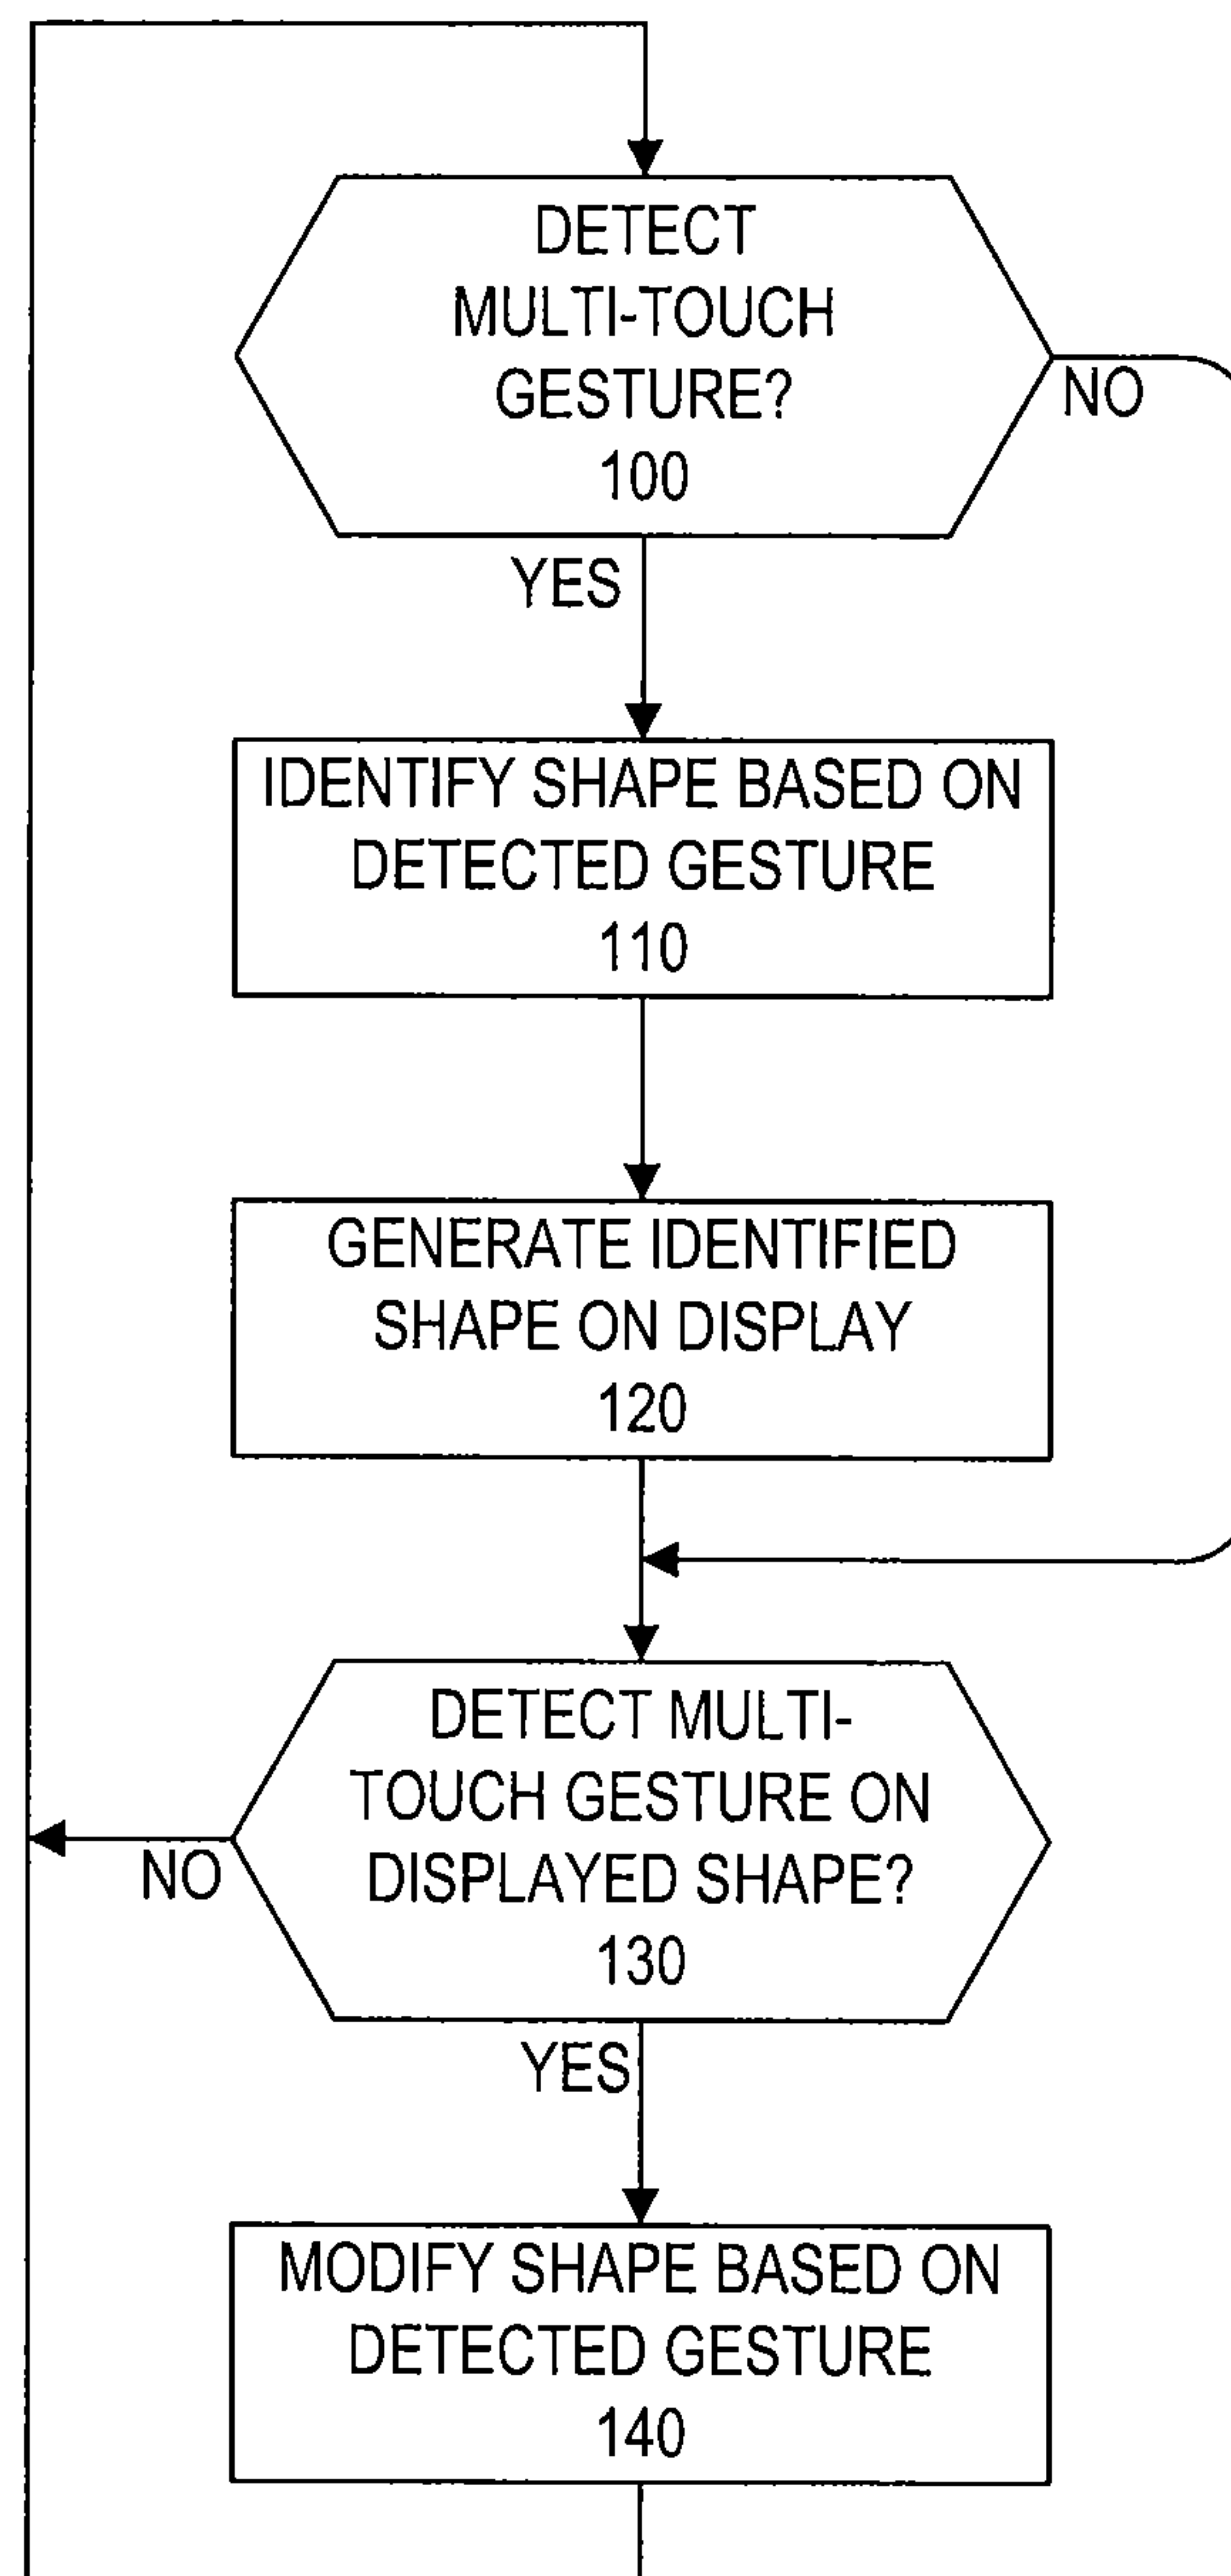 DETECT
MULTI-TOUCH
GESTURE?
100
NO
YES
IDENTIFY SHAPE BASED ON
DETECTED GESTURE
110
GENERATE IDENTIFIED
SHAPE ON DISPLAY
120
DETECT MULTI-
TOUCH GESTURE ON
DISPLAYED SHAPE?
130
NO
YES
MODIFY SHAPE BASED ON
DETECTED GESTURE
140